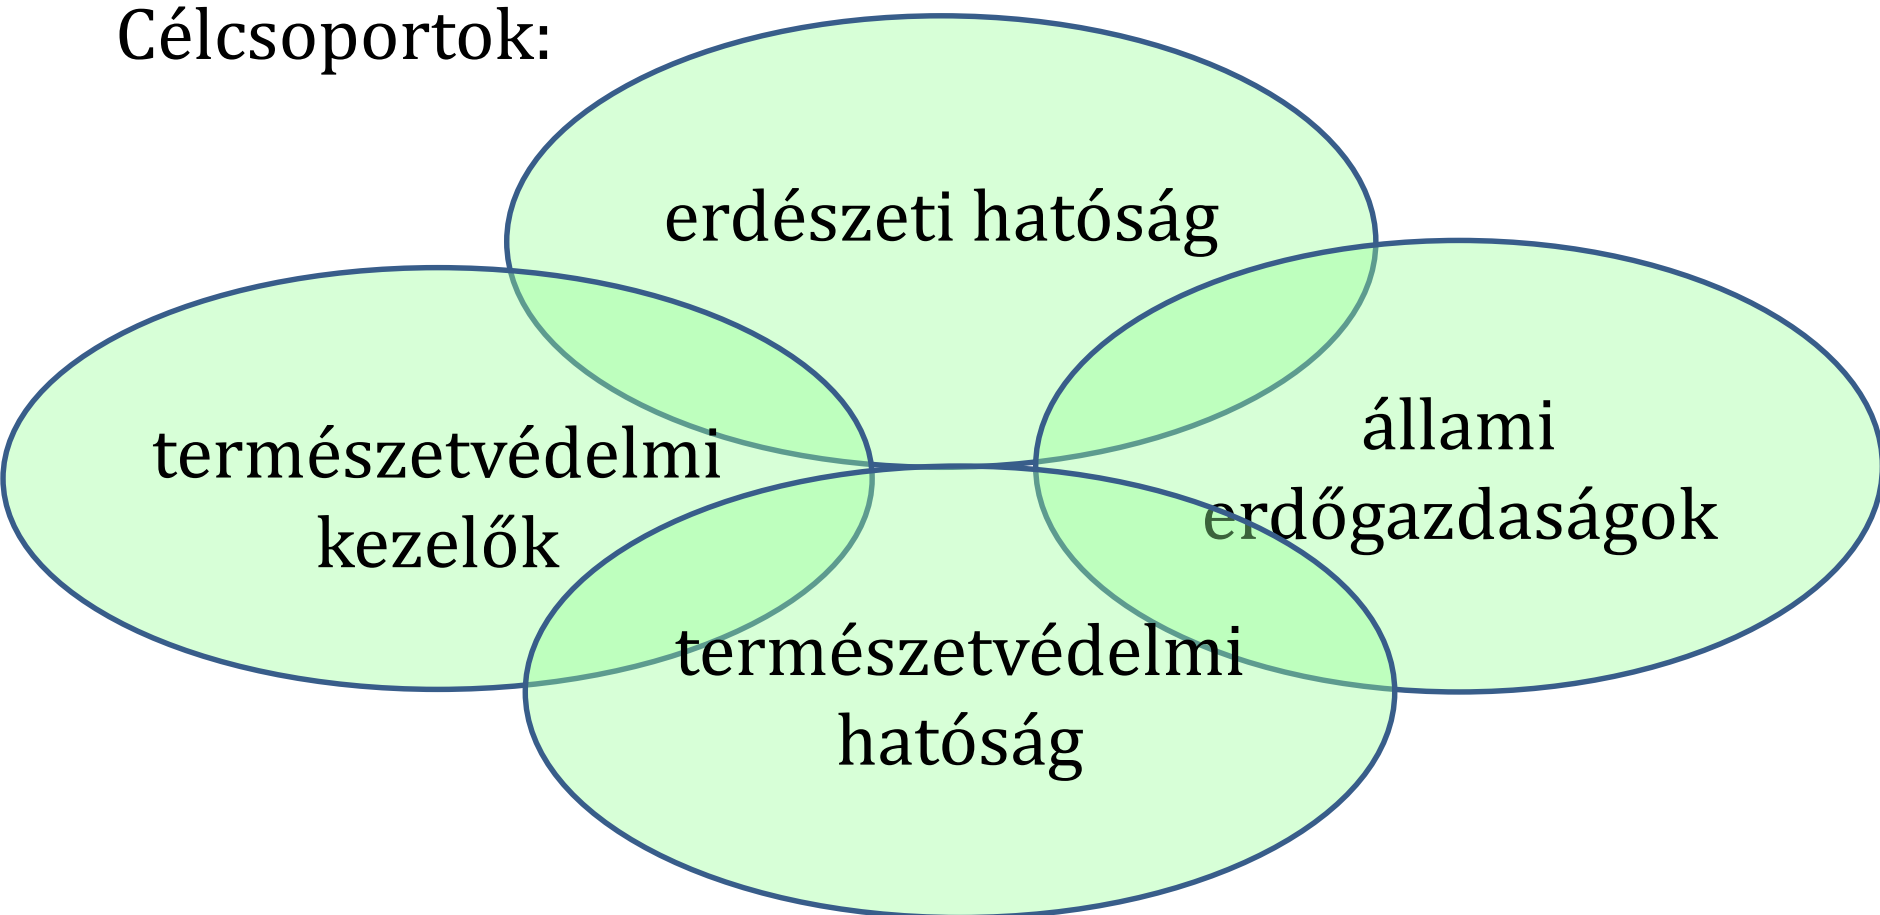 Célcsoportok:
erdészeti hatóság
természetvédelmi
kezelők
állami
erdőgazdaságok
természetvédelmi
hatóság